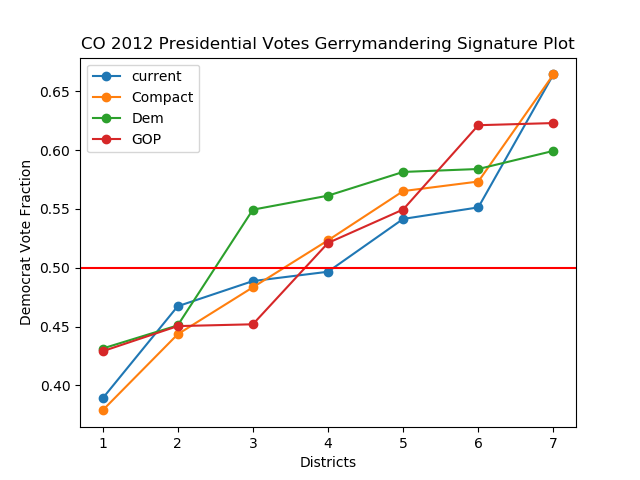 CO 2012 Presidential Votes Gerrymandering Signature Plot
current
Compact
Dem
GOP
Democrat Vote Fraction
0.65
0.60
0.55
0.50
0.45
0.40
1 2 3 4 5 6 7
Districts